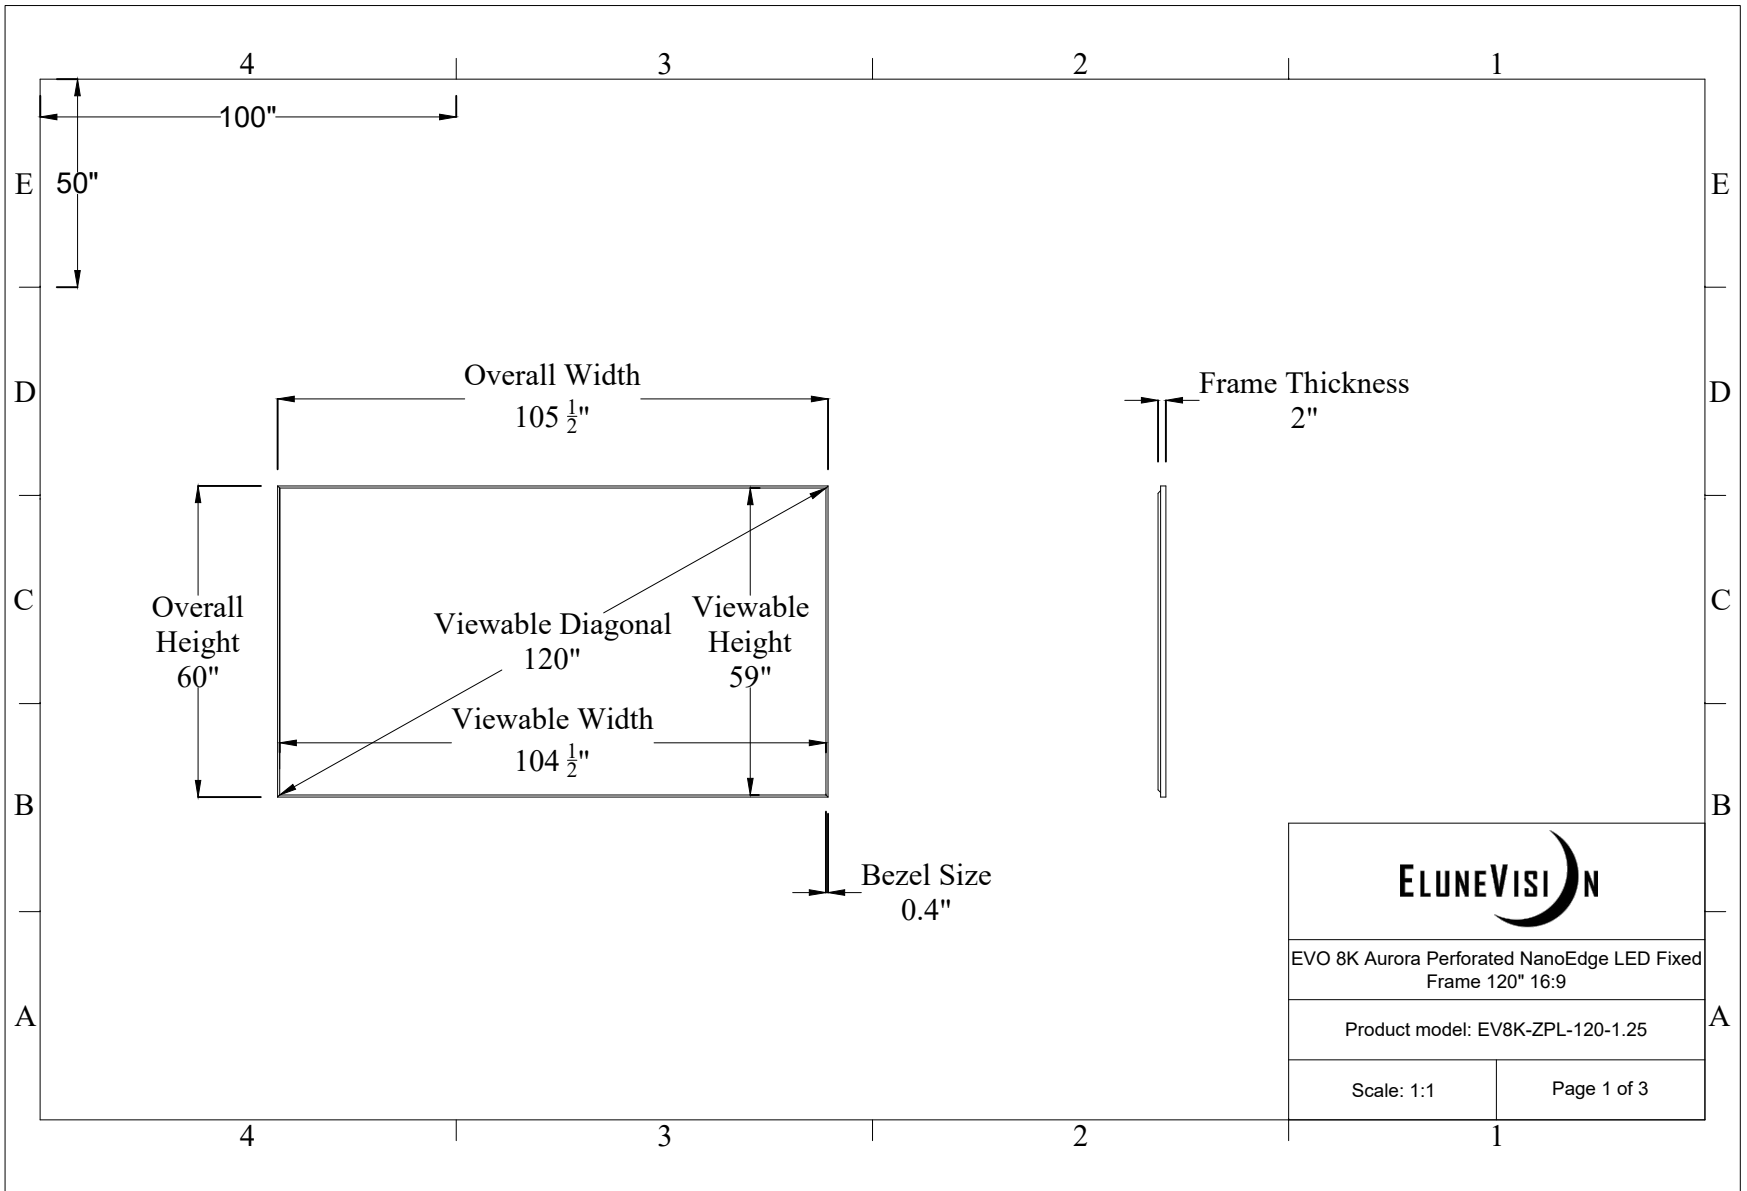 4 3 2 1
100"
E 50" E
Overall Width
105 1/2"
Frame Thickness
2"
D D
Overall
Height
60"
Viewable Diagonal
120"
Viewable
Height
59"
C C
Viewable Width
104 1/2"
B B
Bezel Size
0.4"
ELUNEVISION
EVO 8K Aurora Perforated NanoEdge LED Fixed
Frame 120" 16:9
A A
Product model: EV8K-ZPL-120-1.25
Scale: 1:1 Page 1 of 3
4 3 2 1